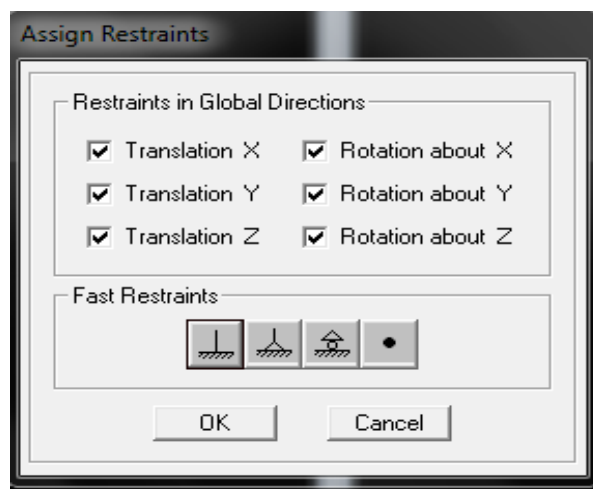 Assign Restraints
Restraints in Global Directions
Translation X Rotation about X
Translation Y Rotation about Y
Translation Z Rotation about Z
Fast Restraints
OK Cancel